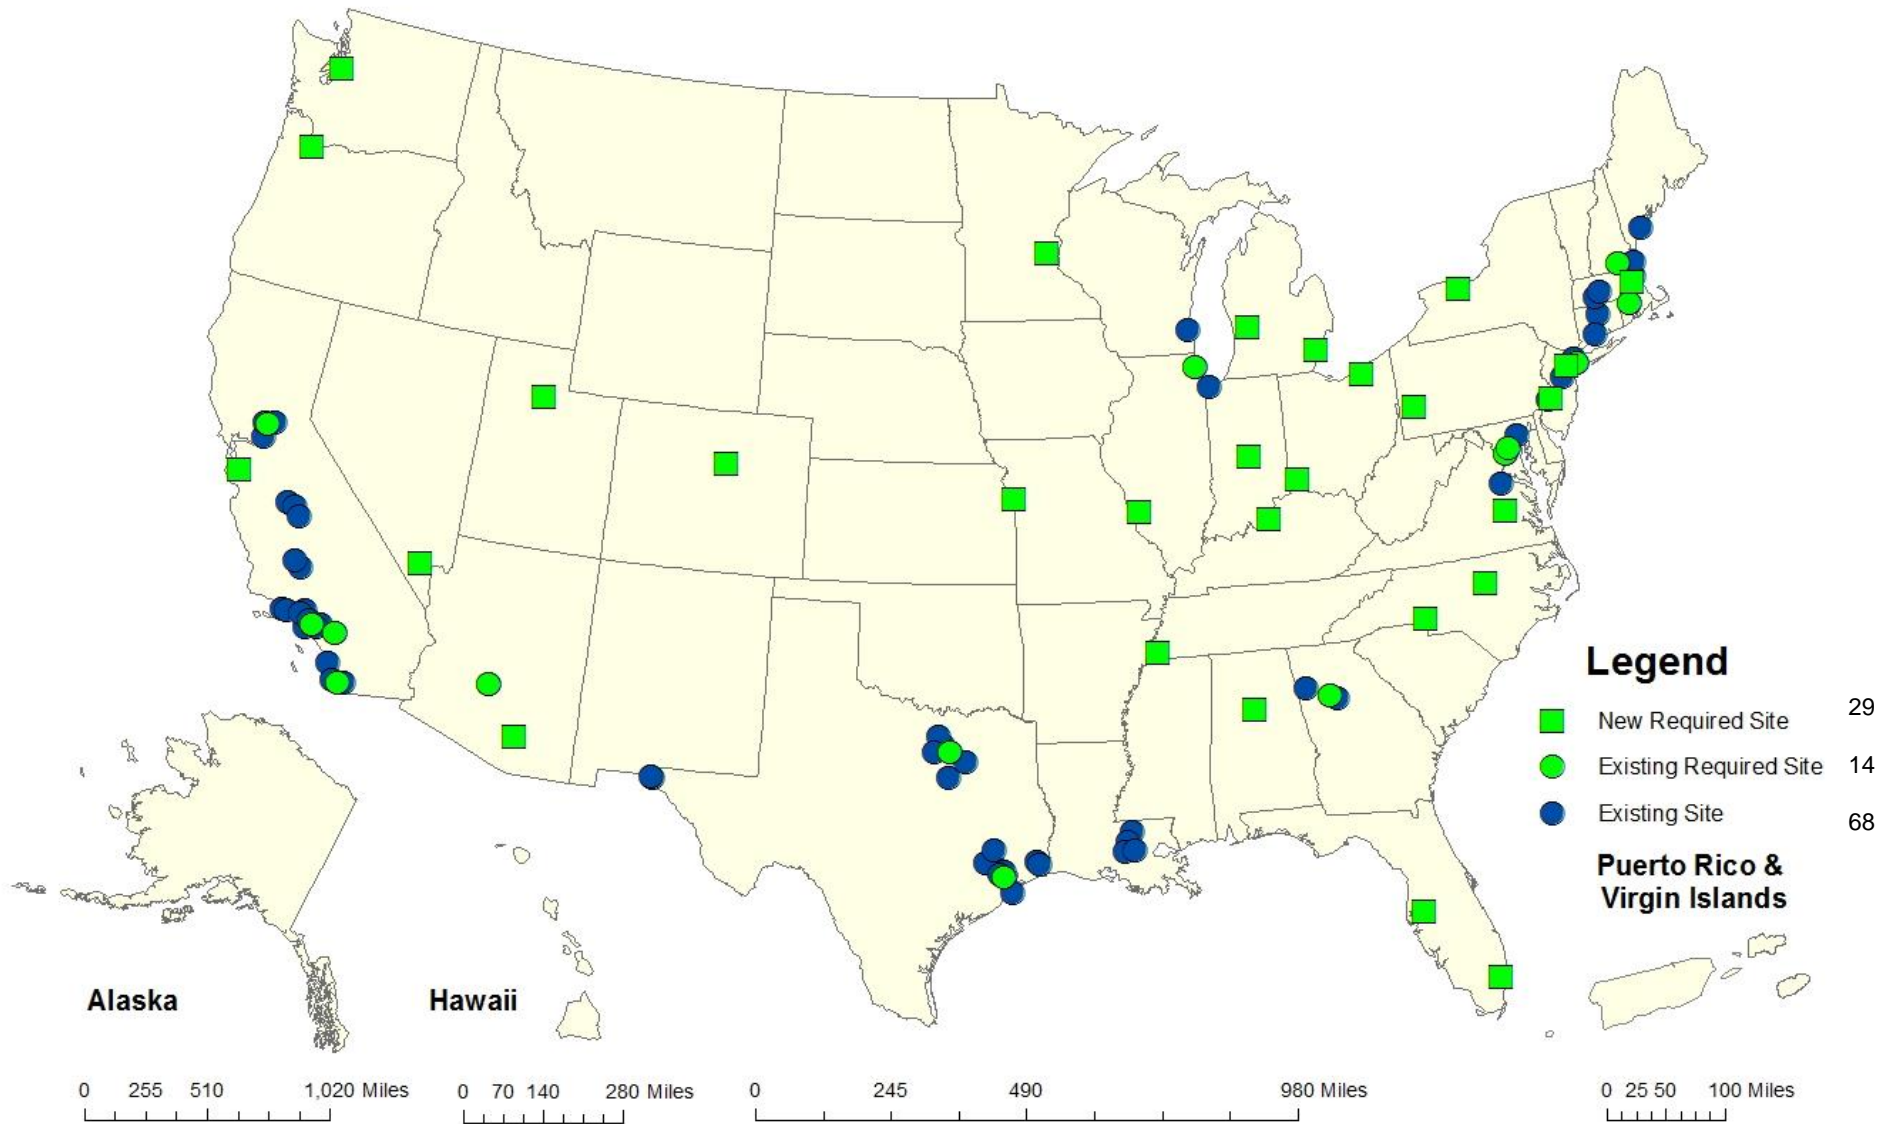 Legend
New Required Site 29
Existing Required Site 14
Existing Site 68
Puerto Rico &
Virgin Islands
Alaska
Hawaii
0 255 510 1,020 Miles
0 70 140 280 Miles
0 245 490 980 Miles
0 25 50 100 Miles